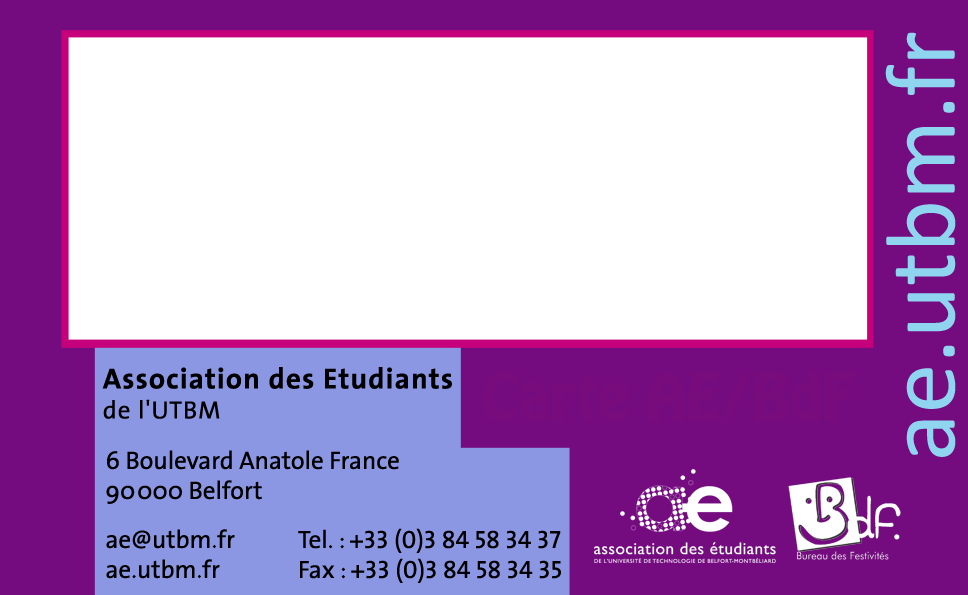 ae.utbm.fr
Association des Etudiants
de l'UTBM
6 Boulevard Anatole France
90000 Belfort
ae@utbm.fr Tel. : +33 (0)3 84 58 34 37
ae.utbm.fr Fax : +33 (0)3 84 58 34 35
Carte AE/BdF
ae
association des étudiants
DE L'UNIVERSITÉ DE TECHNOLOGIE DE BELFORT-MONTBÉLIARD
Bdf.
Bureau des Festivités